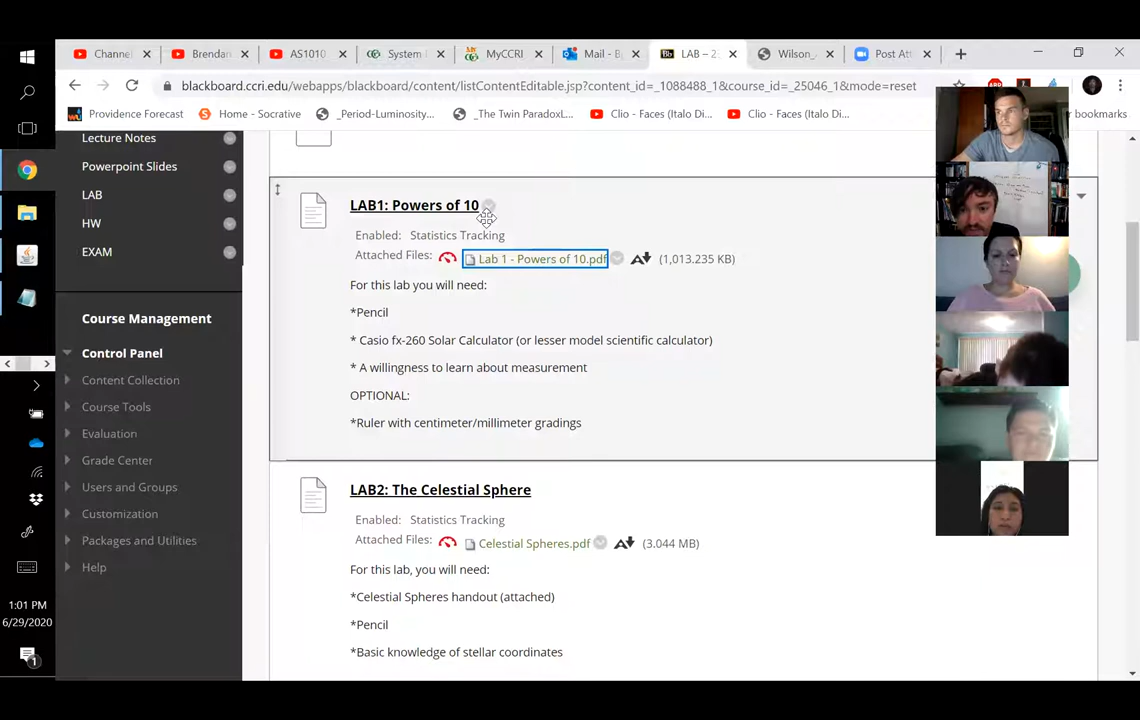 Channel
Brendan
AS1010
System
MyCCRI
Mail - B
LAB – 2
Wilson_
Post Att
blackboard.ccri.edu/webapps/blackboard/content/listContentEditable.jsp?content_id=_1088488_1&course_id=_25046_1&mode=reset
Providence Forecast
Home - Socrative
_Period-Luminosity...
_The Twin ParadoxL...
Clio - Faces (Italo Di...
Clio - Faces (Italo Di...
r bookmarks
Lecture Notes
Powerpoint Slides
LAB
HW
EXAM
Course Management
Control Panel
Content Collection
Course Tools
Evaluation
Grade Center
Users and Groups
Customization
Packages and Utilities
Help
LAB1: Powers of 10
Enabled: Statistics Tracking
Attached Files: Lab 1 - Powers of 10.pdf (1,013.235 KB)
For this lab you will need:
*Pencil
* Casio fx-260 Solar Calculator (or lesser model scientific calculator)
* A willingness to learn about measurement
OPTIONAL:
*Ruler with centimeter/millimeter gradings
LAB2: The Celestial Sphere
Enabled: Statistics Tracking
Attached Files: Celestial Spheres.pdf (3.044 MB)
For this lab, you will need:
*Celestial Spheres handout (attached)
*Pencil
*Basic knowledge of stellar coordinates
1:01 PM
6/29/2020
1